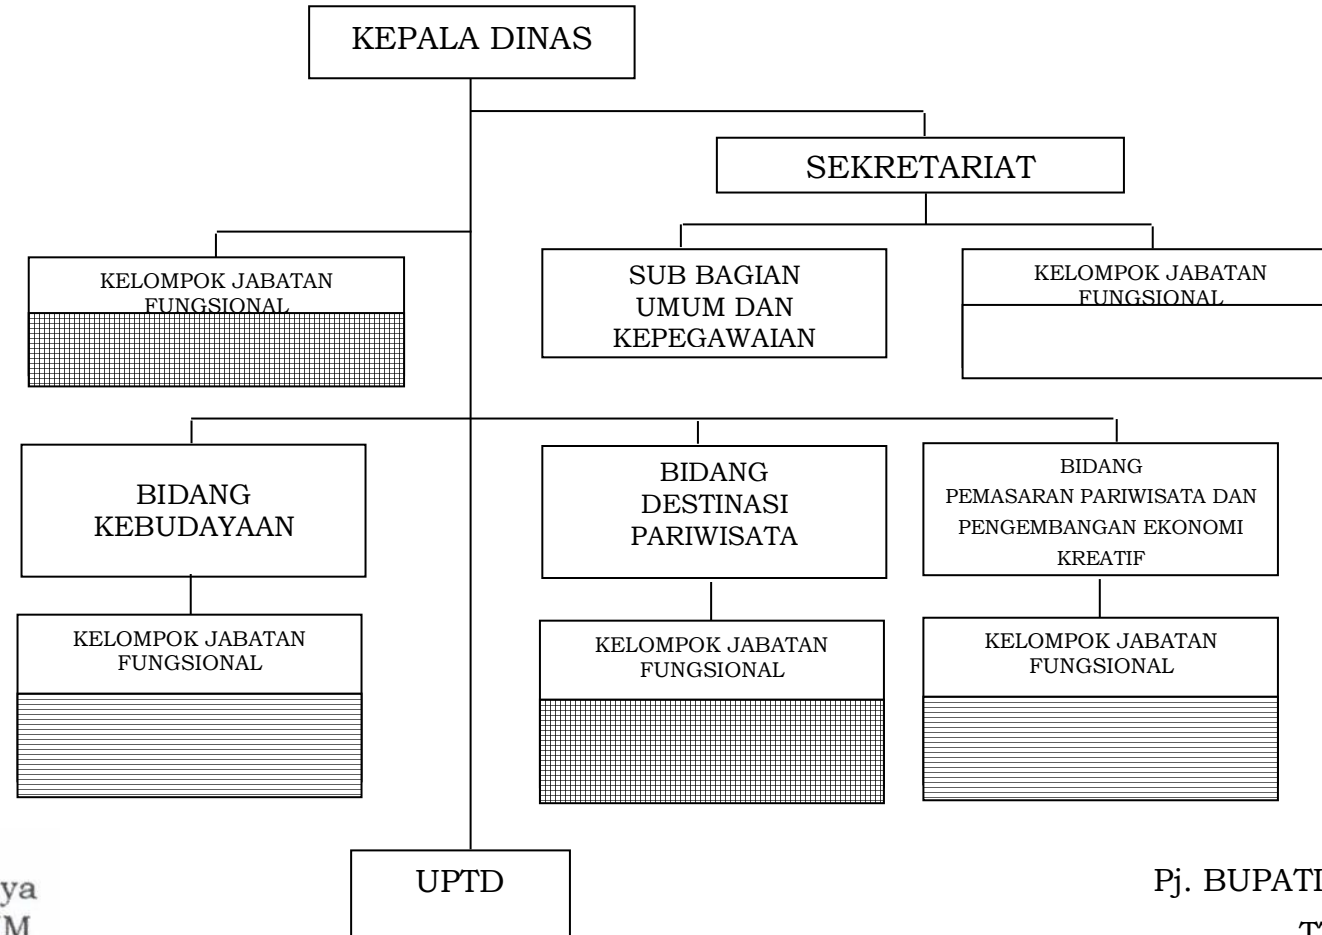 KEPALA DINAS
SEKRETARIAT
KELOMPOK JABATAN
FUNGSIONAL
SUB BAGIAN
UMUM DAN
KEPEGAWAIAN
KELOMPOK JABATAN
FUNGSIONAL
BIDANG
KEBUDAYAAN
BIDANG
DESTINASI
PARIWISATA
BIDANG
PEMASARAN PARIWISATA DAN
PENGEMBANGAN EKONOMI
KREATIF
KELOMPOK JABATAN
FUNGSIONAL
KELOMPOK JABATAN
FUNGSIONAL
KELOMPOK JABATAN
FUNGSIONAL
UPTD
Pj. BUPATI
ya